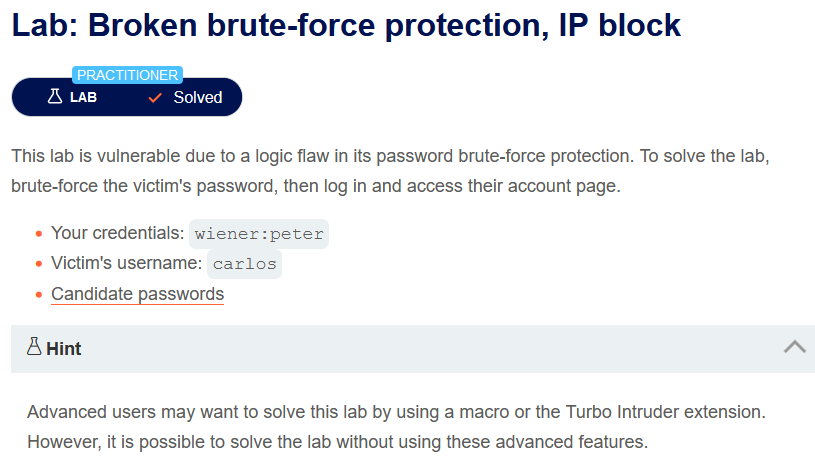 Lab: Broken brute-force protection, IP block
PRACTITIONER
LAB Solved
This lab is vulnerable due to a logic flaw in its password brute-force protection. To solve the lab,
brute-force the victim's password, then log in and access their account page.
Your credentials: wiener:peter
Victim's username: carlos
Candidate passwords
Hint
Advanced users may want to solve this lab by using a macro or the Turbo Intruder extension.
However, it is possible to solve the lab without using these advanced features.